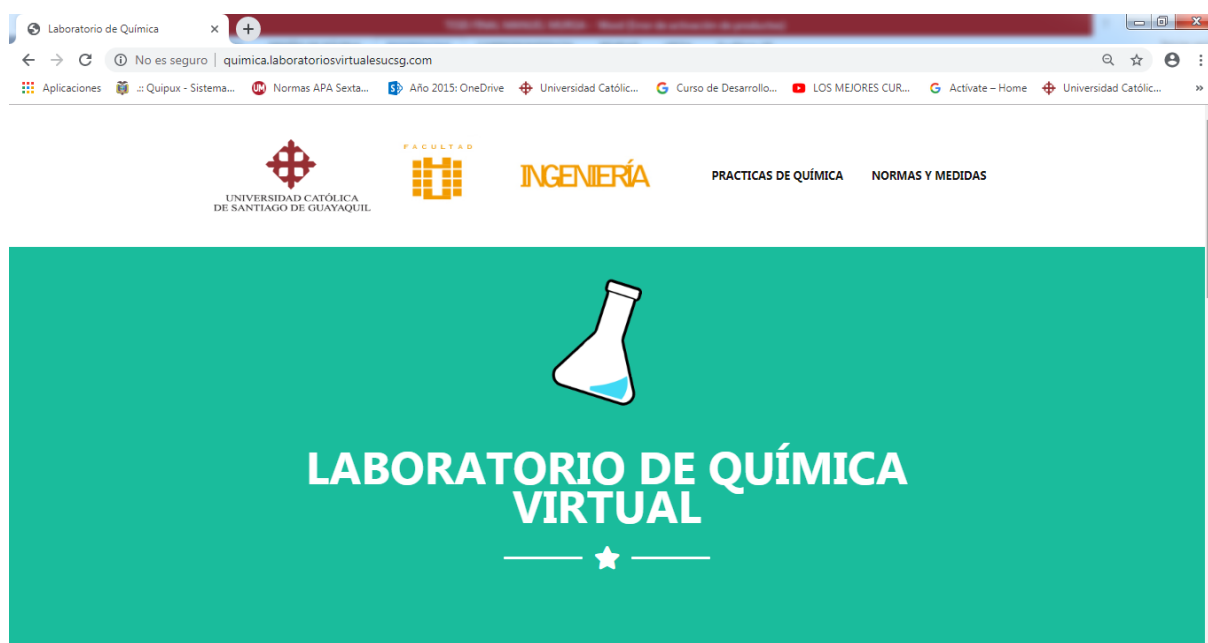 Laboratorio de Química
No es seguro | quimica.laboratoriosvirtualesucsg.com
Aplicaciones .:: Quipux - Sistema... Normas APA Sexta... Año 2015: OneDrive Universidad Católic... Curso de Desarrollo... LOS MEJORES CUR... Actívate – Home Universidad Católic... »
UNIVERSIDAD CATÓLICA
DE SANTIAGO DE GUAYAQUIL
FACULTAD
INGENIERÍA
PRACTICAS DE QUÍMICA NORMAS Y MEDIDAS
LABORATORIO DE QUÍMICA
VIRTUAL